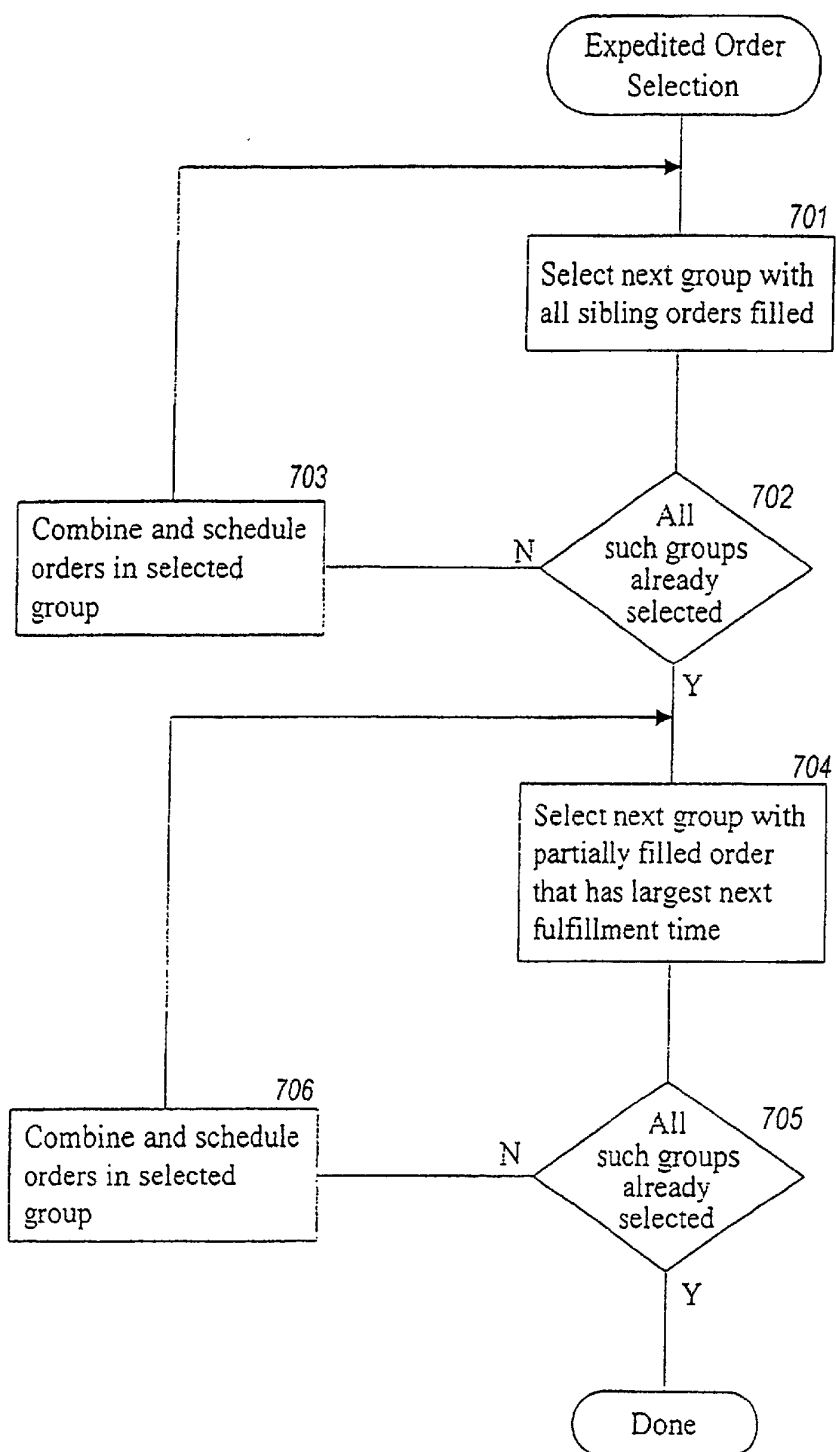 Expedited Order
Selection
701
Select next group with
all sibling orders filled
703
Combine and schedule
orders in selected
group
702
All
such groups
already
selected
N
Y
704
Select next group with
partially filled order
that has largest next
fulfillment time
706
Combine and schedule
orders in selected
group
705
All
such groups
already
selected
N
Y
Done